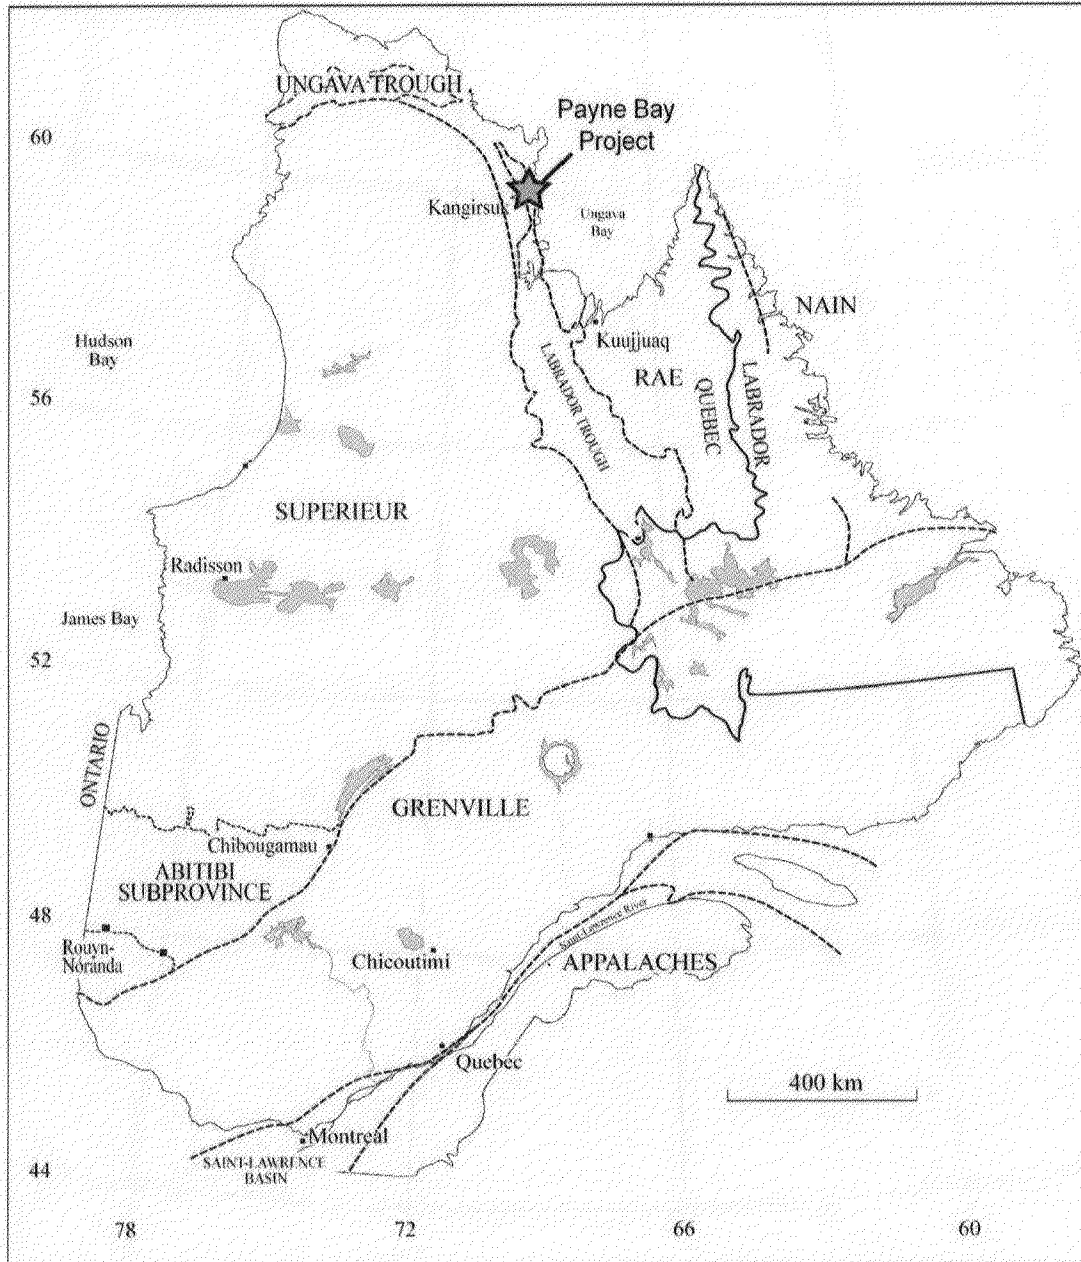 UNGAVA TROUGH
Payne Bay
Project
60
Kangirsuk
Ungava
Bay
NAIN
Hudson
Bay
Kuujjuaq
RAE
LABRADOR TROUGH
QUEBEC
LABRADOR
56
SUPERIEUR
Radisson
James Bay
52
ONTARIO
GRENVILLE
Chibougamau
ABITIBI
SUBPROVINCE
48
Rouyn-
Noranda
Chicoutimi
Saint-Lawrence River
APPALACHES
Quebec
400 km
Montreal
SAINT-LAWRENCE
BASIN
44
78
72
66
60